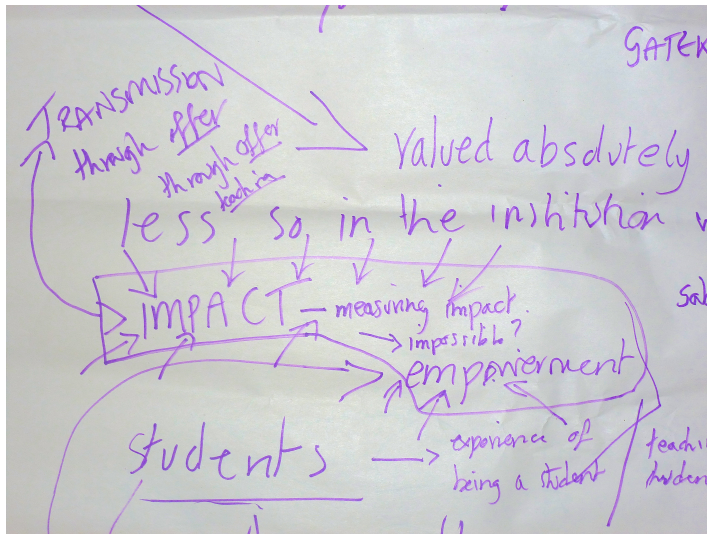 GATEK
TRANSMISSION
through offer
through offer
teaching
valued absolutely
less so in the institution
IMPACT — measuring impact.
impossible?
empowerment
students
experience of
being a student
teachi